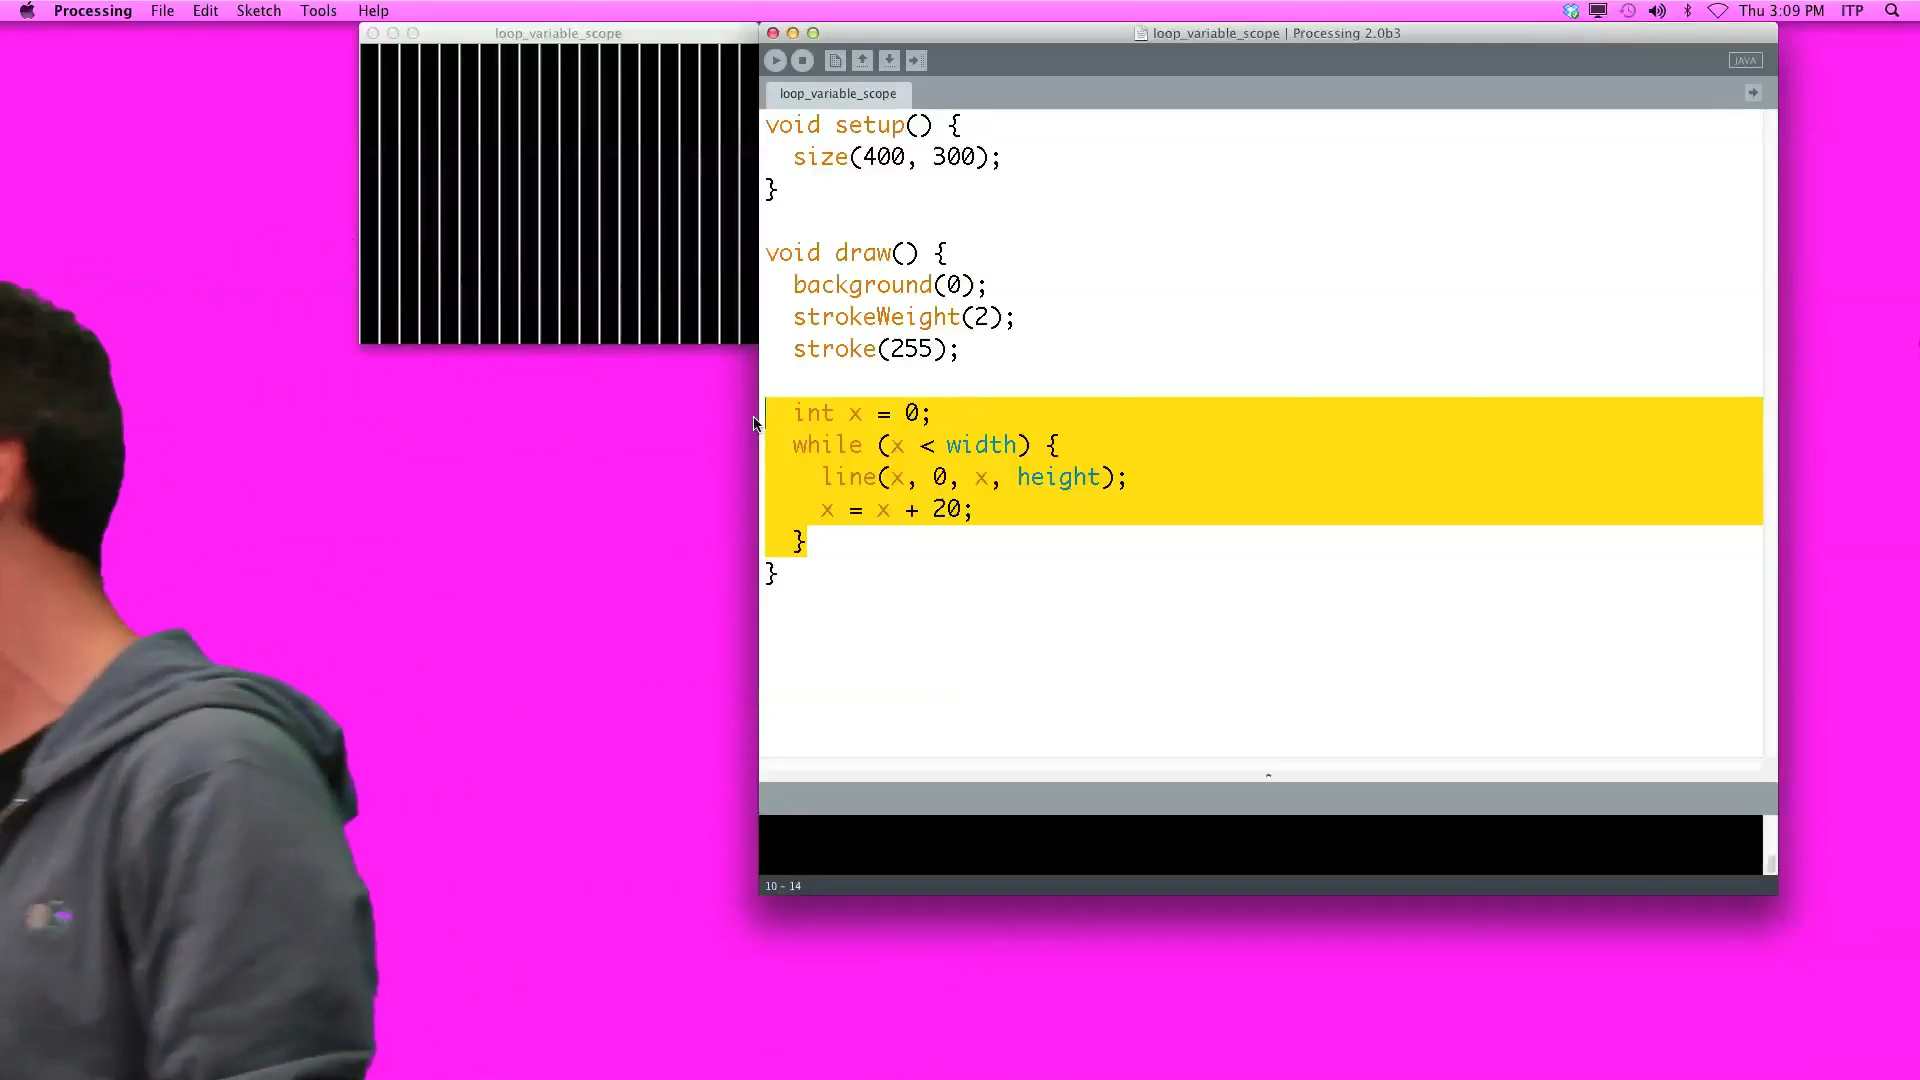 Processing File Edit Sketch Tools Help Thu 3:09 PM ITP
loop_variable_scope
loop_variable_scope | Processing 2.0b3
JAVA
loop_variable_scope
void setup() {
size(400, 300);
}
void draw() {
background(0);
strokeWeight(2);
stroke(255);
int x = 0;
while (x < width) {
line(x, 0, x, height);
x = x + 20;
}
}
10 - 14